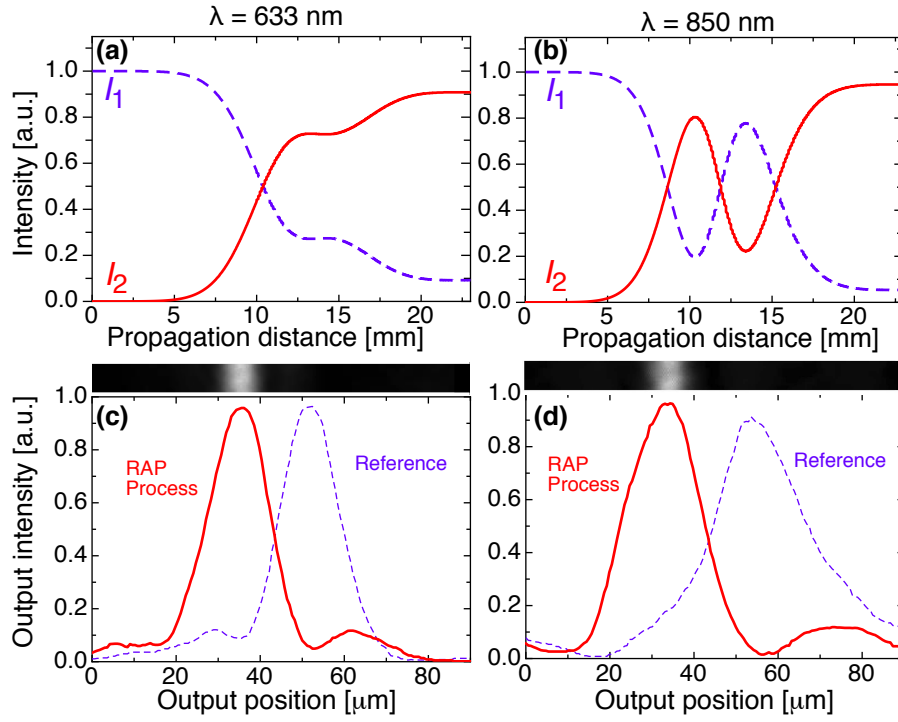 λ = 633 nm
λ = 850 nm
(a)
(b)
Intensity [a.u.]
1.0
0.8
0.6
0.4
0.2
0.0
I1
I2
0
5
10
15
20
Propagation distance [mm]
1.0
0.8
0.6
0.4
0.2
0.0
I1
I2
0
5
10
15
20
Propagation distance [mm]
(c)
(d)
Output intensity [a.u.]
1.0
0.8
0.6
0.4
0.2
0.0
RAP
Process
Reference
0
20
40
60
80
Output position [μm]
1.0
0.8
0.6
0.4
0.2
0.0
RAP
Process
Reference
0
20
40
60
80
Output position [μm]